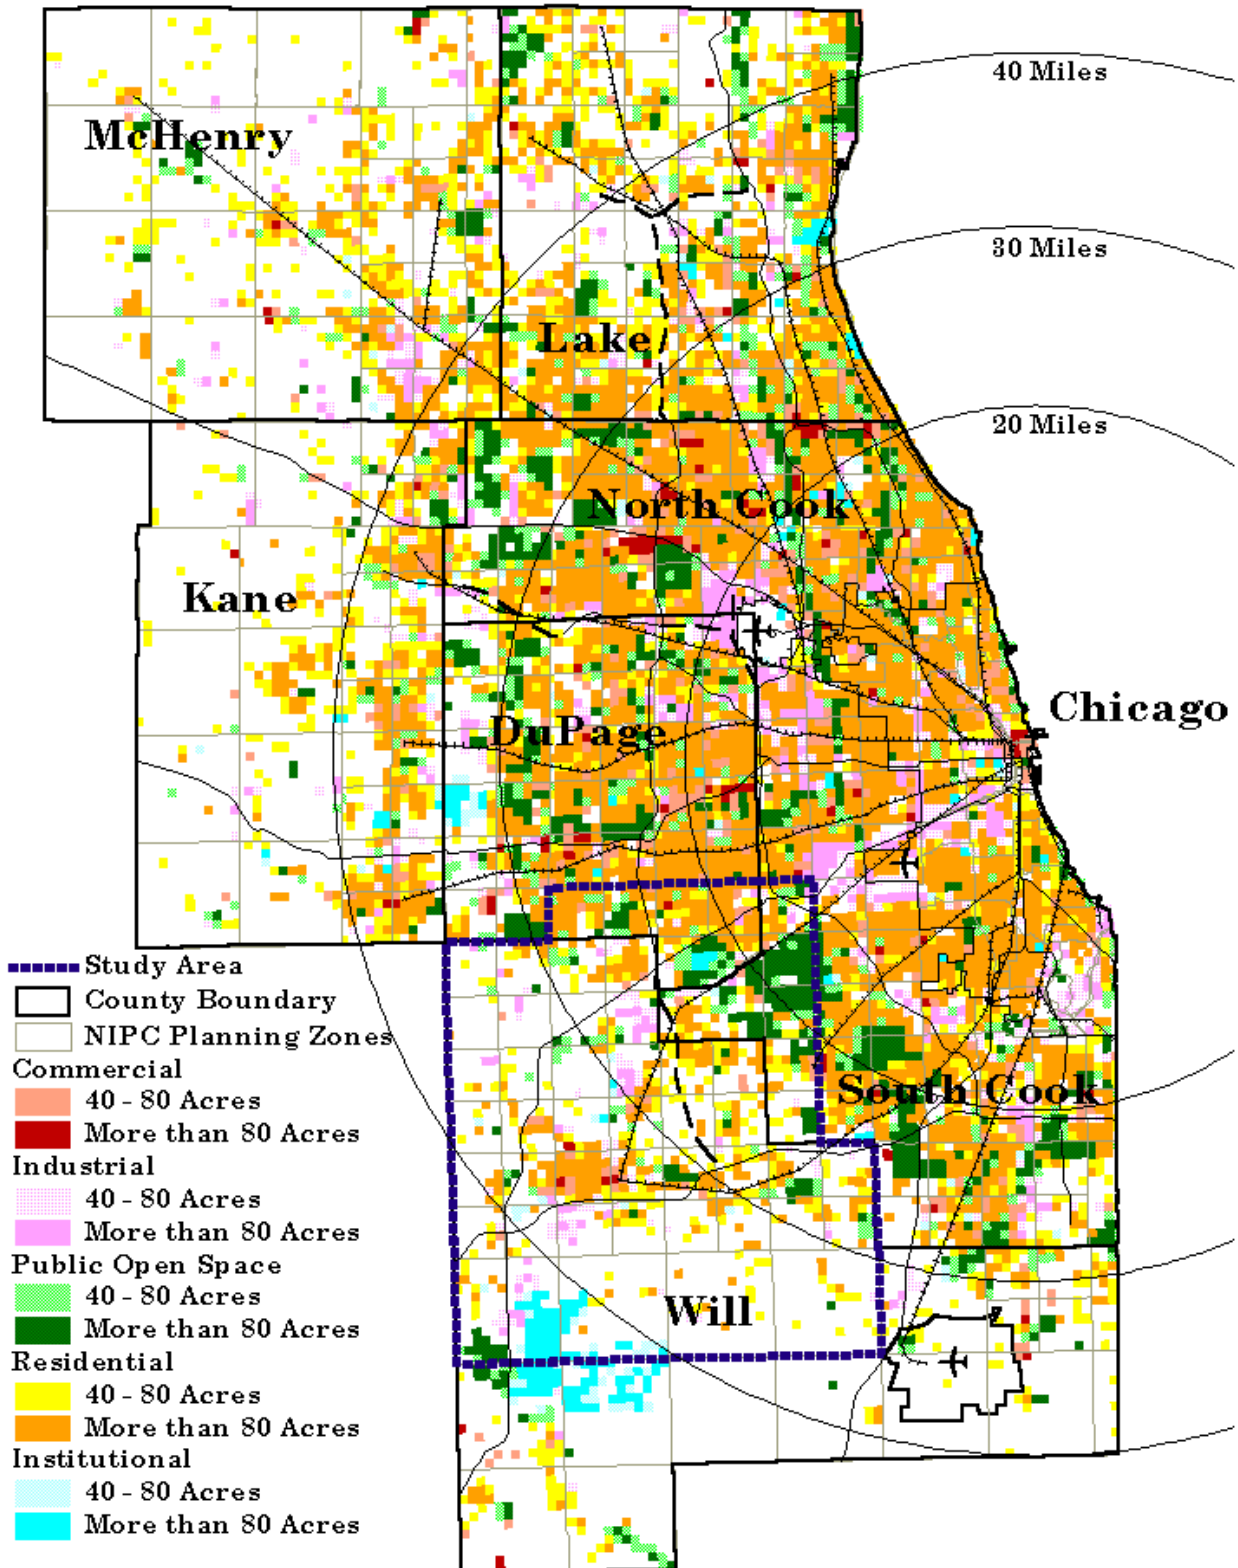 40 Miles
McHenry
30 Miles
Lake
20 Miles
North Cook
Kane
Chicago
DuPage
Study Area
County Boundary
NIPC Planning Zones
Commercial
40 - 80 Acres
More than 80 Acres
South Cook
Industrial
40 - 80 Acres
More than 80 Acres
Public Open Space
40 - 80 Acres
More than 80 Acres
Will
Residential
40 - 80 Acres
More than 80 Acres
Institutional
40 - 80 Acres
More than 80 Acres